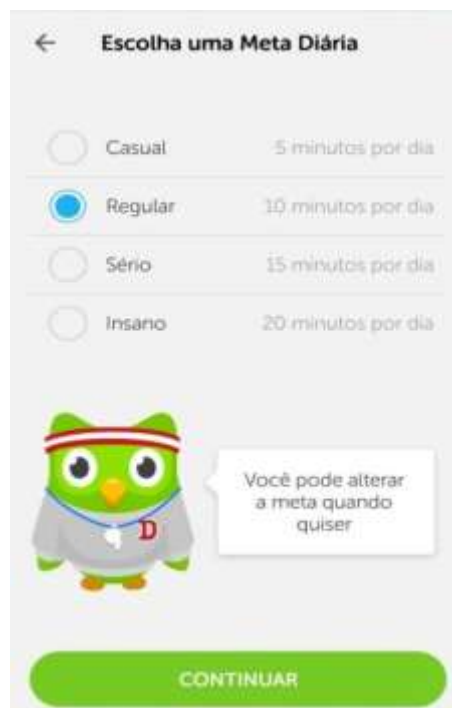 Escolha uma Meta Diária
Casual 5 minutos por dia
Regular 10 minutos por dia
Sério 15 minutos por dia
Insano 20 minutos por dia
D
Você pode alterar
a meta quando
quiser
CONTINUAR